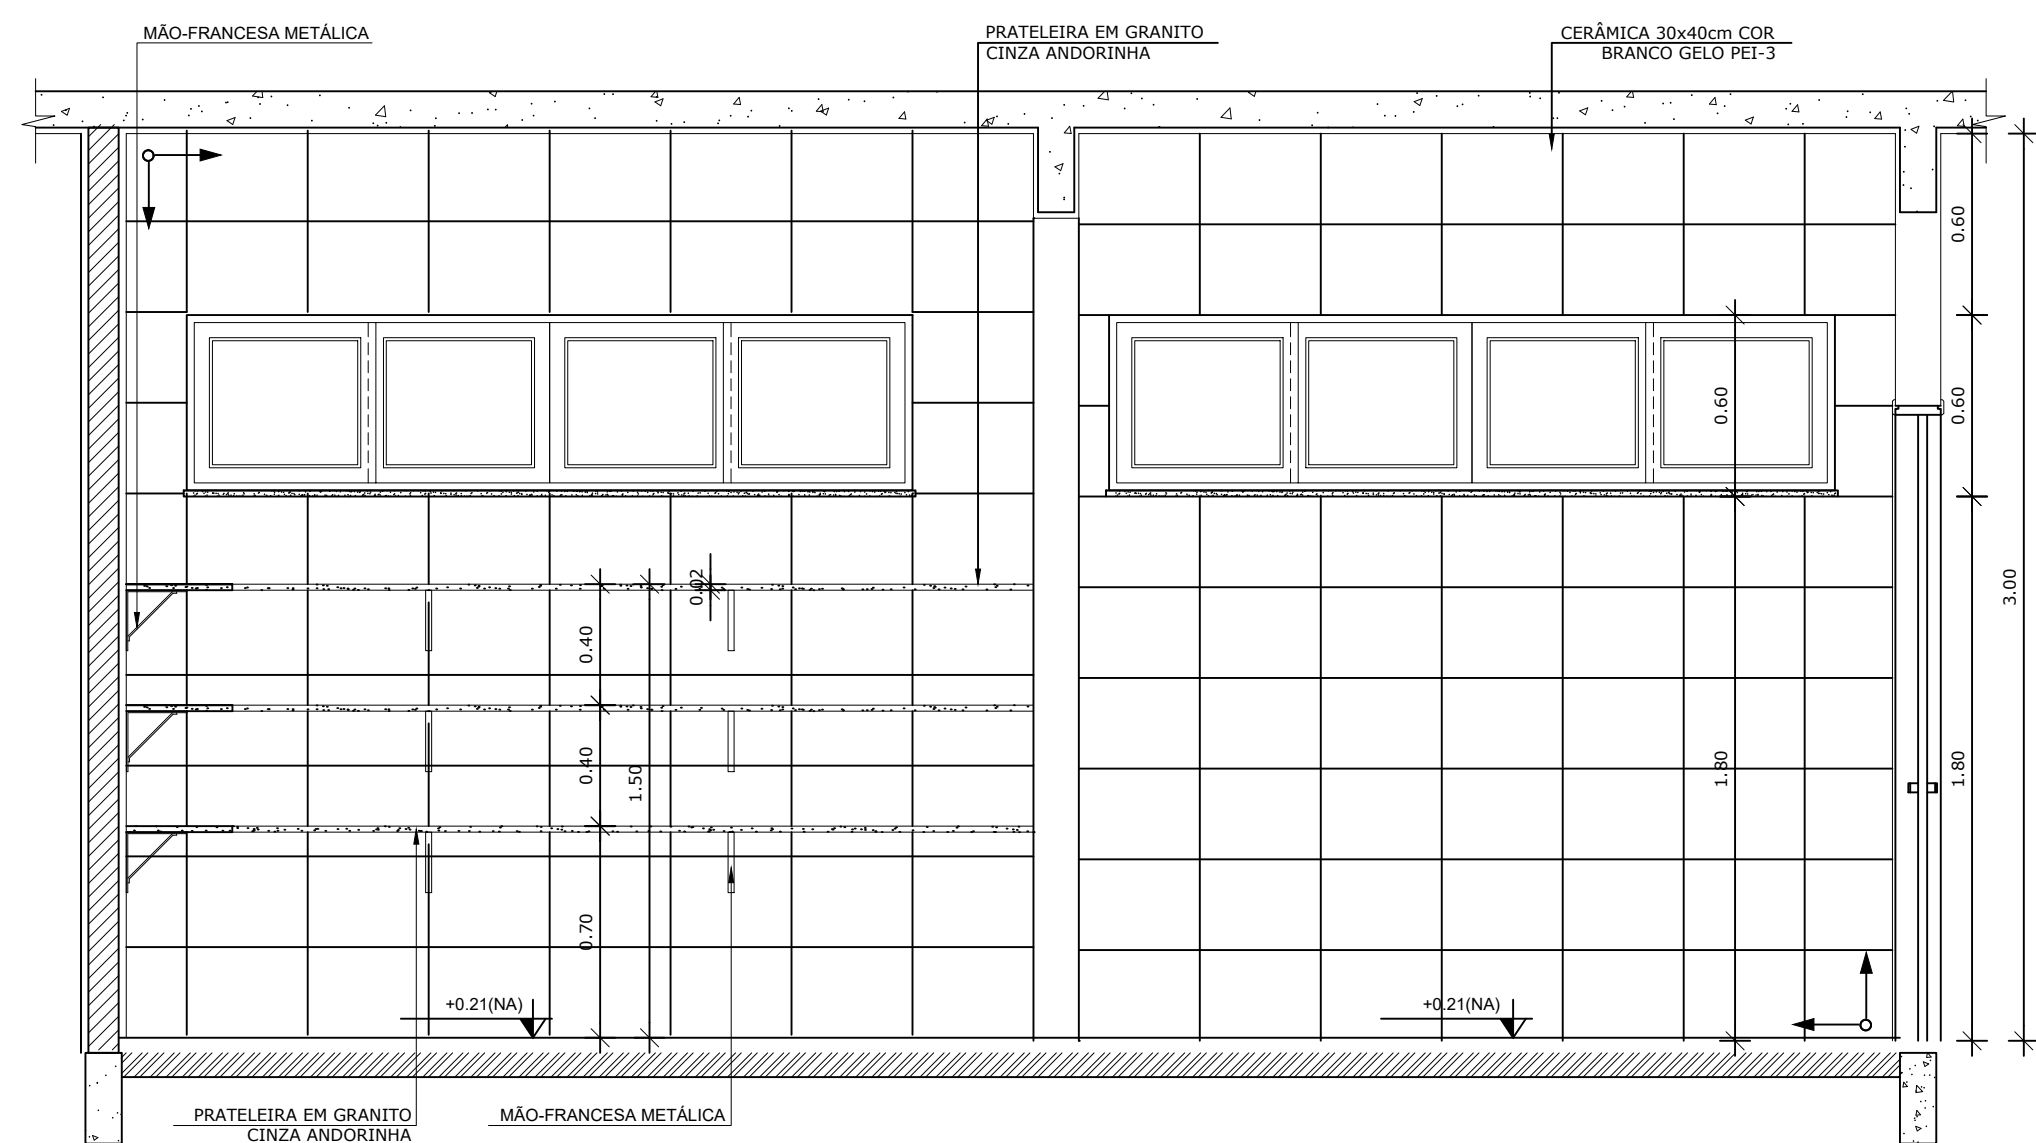 MÃO-FRANCESA METÁLICA
PRATELEIRA EM GRANITO
CINZA ANDORINHA
CERÂMICA 30x40cm COR
BRANCO GELO PEI-3
0.60
0.60
0.60
0.02
3.00
0.40
0.40
1.50
1.80
1.80
0.70
+0.21(NA)
+0.21(NA)
PRATELEIRA EM GRANITO
CINZA ANDORINHA
MÃO-FRANCESA METÁLICA